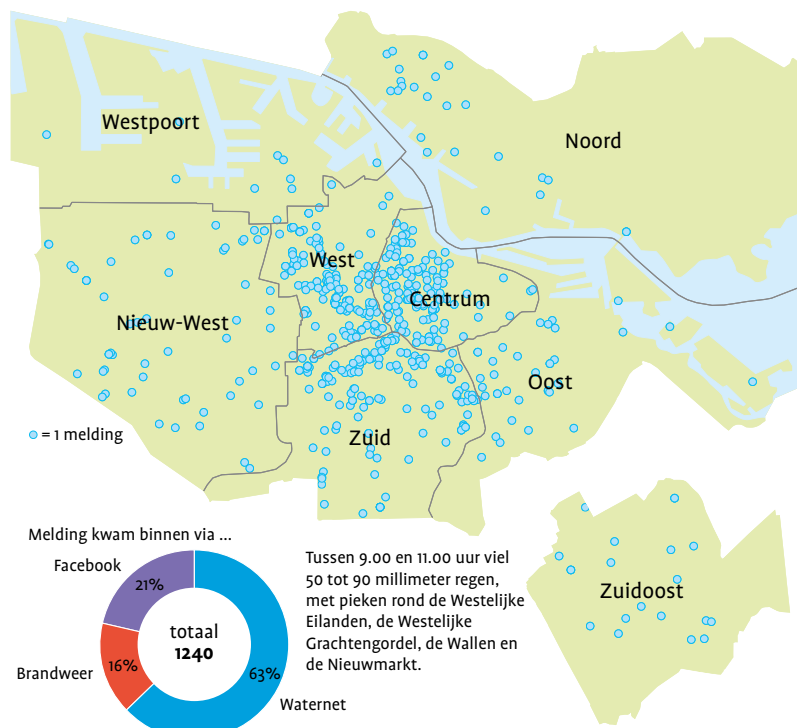 Westpoort
Noord
West
Centrum
Nieuw-West
Oost
Zuid
= 1 melding
Zuidoost
Melding kwam binnen via ...
Facebook
21%
totaal
1240
Brandweer
16%
63%
Waternet
Tussen 9.00 en 11.00 uur viel
50 tot 90 millimeter regen,
met pieken rond de Westelijke
Eilanden, de Westelijke
Grachtengordel, de Wallen en
de Nieuwmarkt.